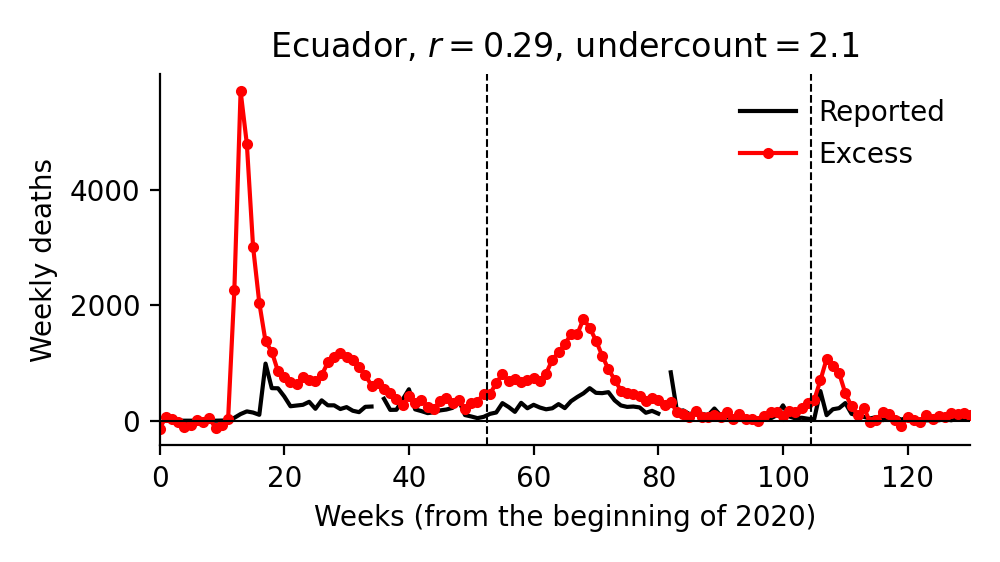 Ecuador, r = 0.29, undercount = 2.1
Reported
Excess
Weekly deaths
4000
2000
0
0 20 40 60 80 100 120
Weeks (from the beginning of 2020)